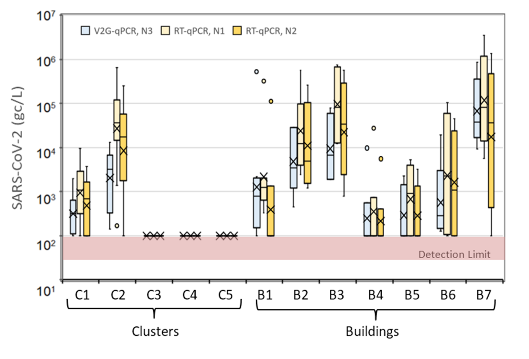 10⁷
V2G-qPCR, N3 RT-qPCR, N1 RT-qPCR, N2
10⁶
10⁵
SARS-CoV-2 (gc/L)
10⁴
10³
10²
Detection Limit
10¹
C1 C2 C3 C4 C5 B1 B2 B3 B4 B5 B6 B7
Clusters Buildings